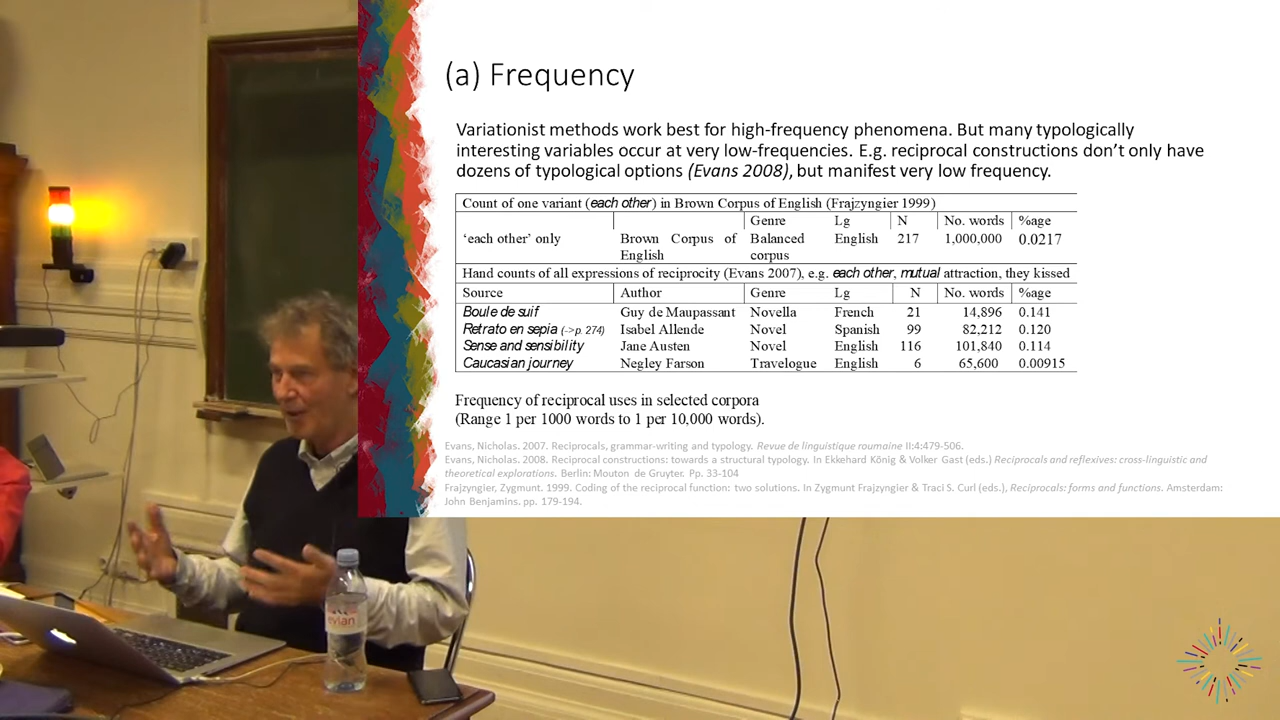 (a) Frequency
Variationist methods work best for high-frequency phenomena. But many typologically
interesting variables occur at very low-frequencies. E.g. reciprocal constructions don't only have
dozens of typological options (Evans 2008), but manifest very low frequency.
Count of one variant (each other) in Brown Corpus of English (Frajzyngier 1999)
Genre Lg N No. words %age
'each other' only Brown Corpus of Balanced English 217 1,000,000 0.0217
English corpus
Hand counts of all expressions of reciprocity (Evans 2007), e.g. each other, mutual attraction, they kissed
Source Author Genre Lg N No. words %age
Boule de suif Guy de Maupassant Novella French 21 14,896 0.141
Retrato en sepia (->p. 274) Isabel Allende Novel Spanish 99 82,212 0.120
Sense and sensibility Jane Austen Novel English 116 101,840 0.114
Caucasian journey Negley Farson Travelogue English 6 65,600 0.00915
Frequency of reciprocal uses in selected corpora
(Range 1 per 1000 words to 1 per 10,000 words).
Evans, Nicholas. 2007. Reciprocals, grammar-writing and typology. Revue de linguistique roumaine II:4:479-506.
Evans, Nicholas. 2008. Reciprocal constructions: towards a structural typology. In Ekkehard König & Volker Gast (eds.) Reciprocals and reflexives: cross-linguistic and
theoretical explorations. Berlin: Mouton de Gruyter. Pp. 33-104
Frajzyngier, Zygmunt. 1999. Coding of the reciprocal function: two solutions. In Zygmunt Frajzyngier & Traci S. Curl (eds.), Reciprocals: forms and functions. Amsterdam:
John Benjamins. pp. 179-194.
evian